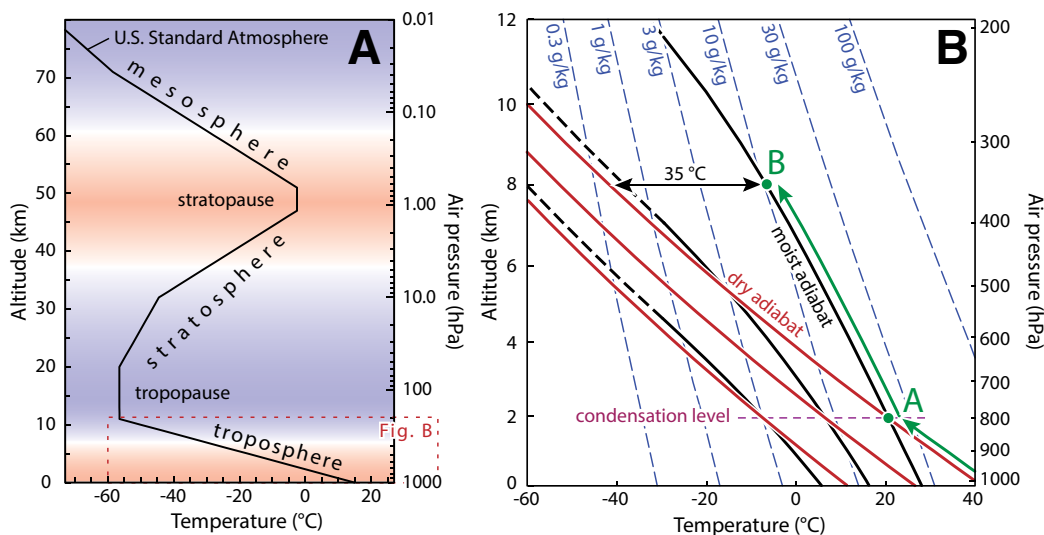 A
U.S. Standard Atmosphere
mesosphere
stratopause
stratosphere
tropopause
troposphere
Fig. B
Altitude (km)
0
10
20
30
40
50
60
70
Temperature (°C)
-60
-40
-20
0
20
Air pressure (hPa)
0.01
0.10
1.00
10.0
100
1000
B
0.3 g/kg
1 g/kg
3 g/kg
10 g/kg
30 g/kg
100 g/kg
35 °C
B
moist adiabat
dry adiabat
condensation level
A
Altitude (km)
12
10
8
6
4
2
0
Temperature (°C)
-60
-40
-20
0
20
40
Air pressure (hPa)
200
300
400
500
600
700
800
900
1000